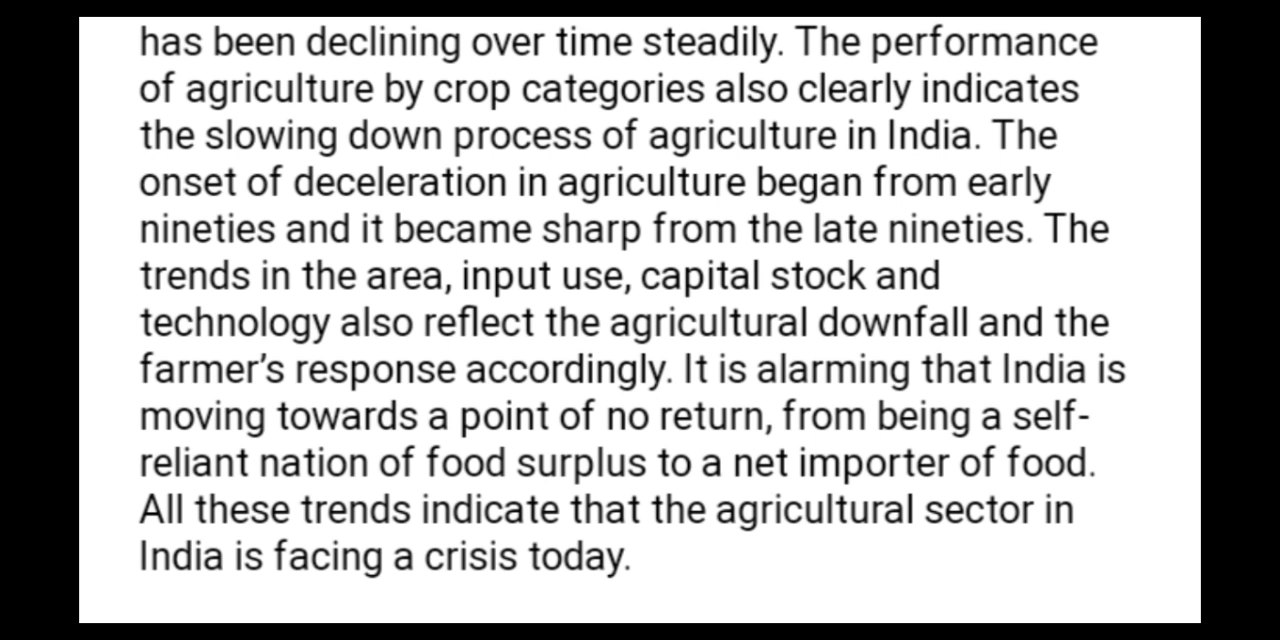 has been declining over time steadily. The performance
of agriculture by crop categories also clearly indicates
the slowing down process of agriculture in India. The
onset of deceleration in agriculture began from early
nineties and it became sharp from the late nineties. The
trends in the area, input use, capital stock and
technology also reflect the agricultural downfall and the
farmer’s response accordingly. It is alarming that India is
moving towards a point of no return, from being a self-
reliant nation of food surplus to a net importer of food.
All these trends indicate that the agricultural sector in
India is facing a crisis today.